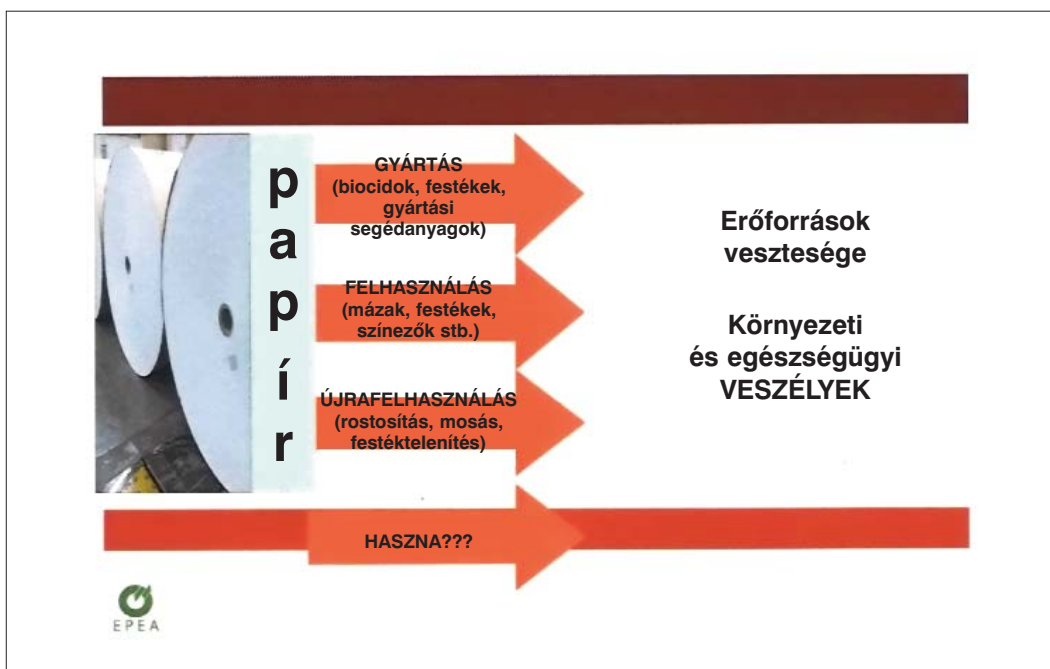 papír
GYÁRTÁS
(biocidok, festékek,
gyártási
segédanyagok)
FELHASZNÁLÁS
(mázak, festékek,
színezők stb.)
ÚJRAFELHASZNÁLÁS
(rostosítás, mosás,
festéktelenítés)
HASZNA???
Erőforrások
vesztesége
Környezeti
és egészségügyi
VESZÉLYEK
EPEA